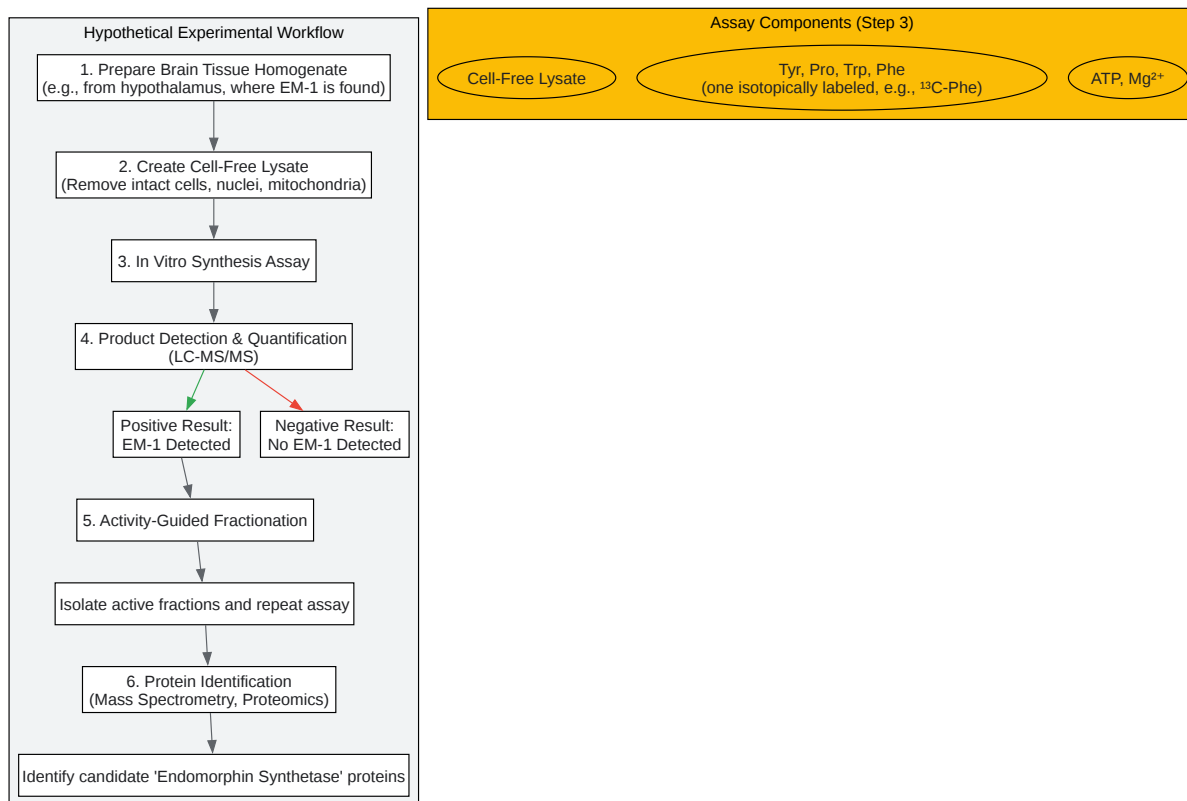 Hypothetical Experimental Workflow
1. Prepare Brain Tissue Homogenate
(e.g., from hypothalamus, where EM-1 is found)
2. Create Cell-Free Lysate
(Remove intact cells, nuclei, mitochondria)
3. In Vitro Synthesis Assay
4. Product Detection & Quantification
(LC-MS/MS)
Positive Result:
EM-1 Detected
Negative Result:
No EM-1 Detected
5. Activity-Guided Fractionation
Isolate active fractions and repeat assay
6. Protein Identification
(Mass Spectrometry, Proteomics)
Identify candidate 'Endomorphin Synthetase' proteins
Assay Components (Step 3)
Cell-Free Lysate
Tyr, Pro, Trp, Phe
(one isotopically labeled, e.g., ¹³C-Phe)
ATP, Mg²⁺